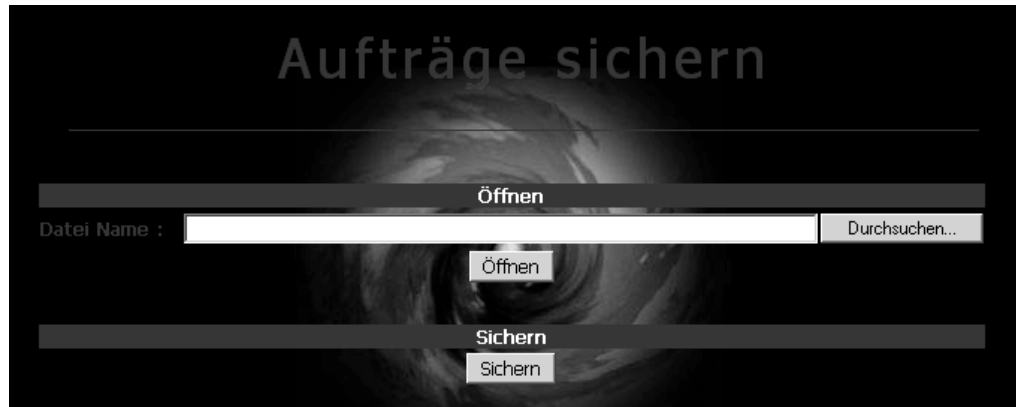 Aufträge sichern
Öffnen
Datei Name :
Durchsuchen...
Öffnen
Sichern
Sichern